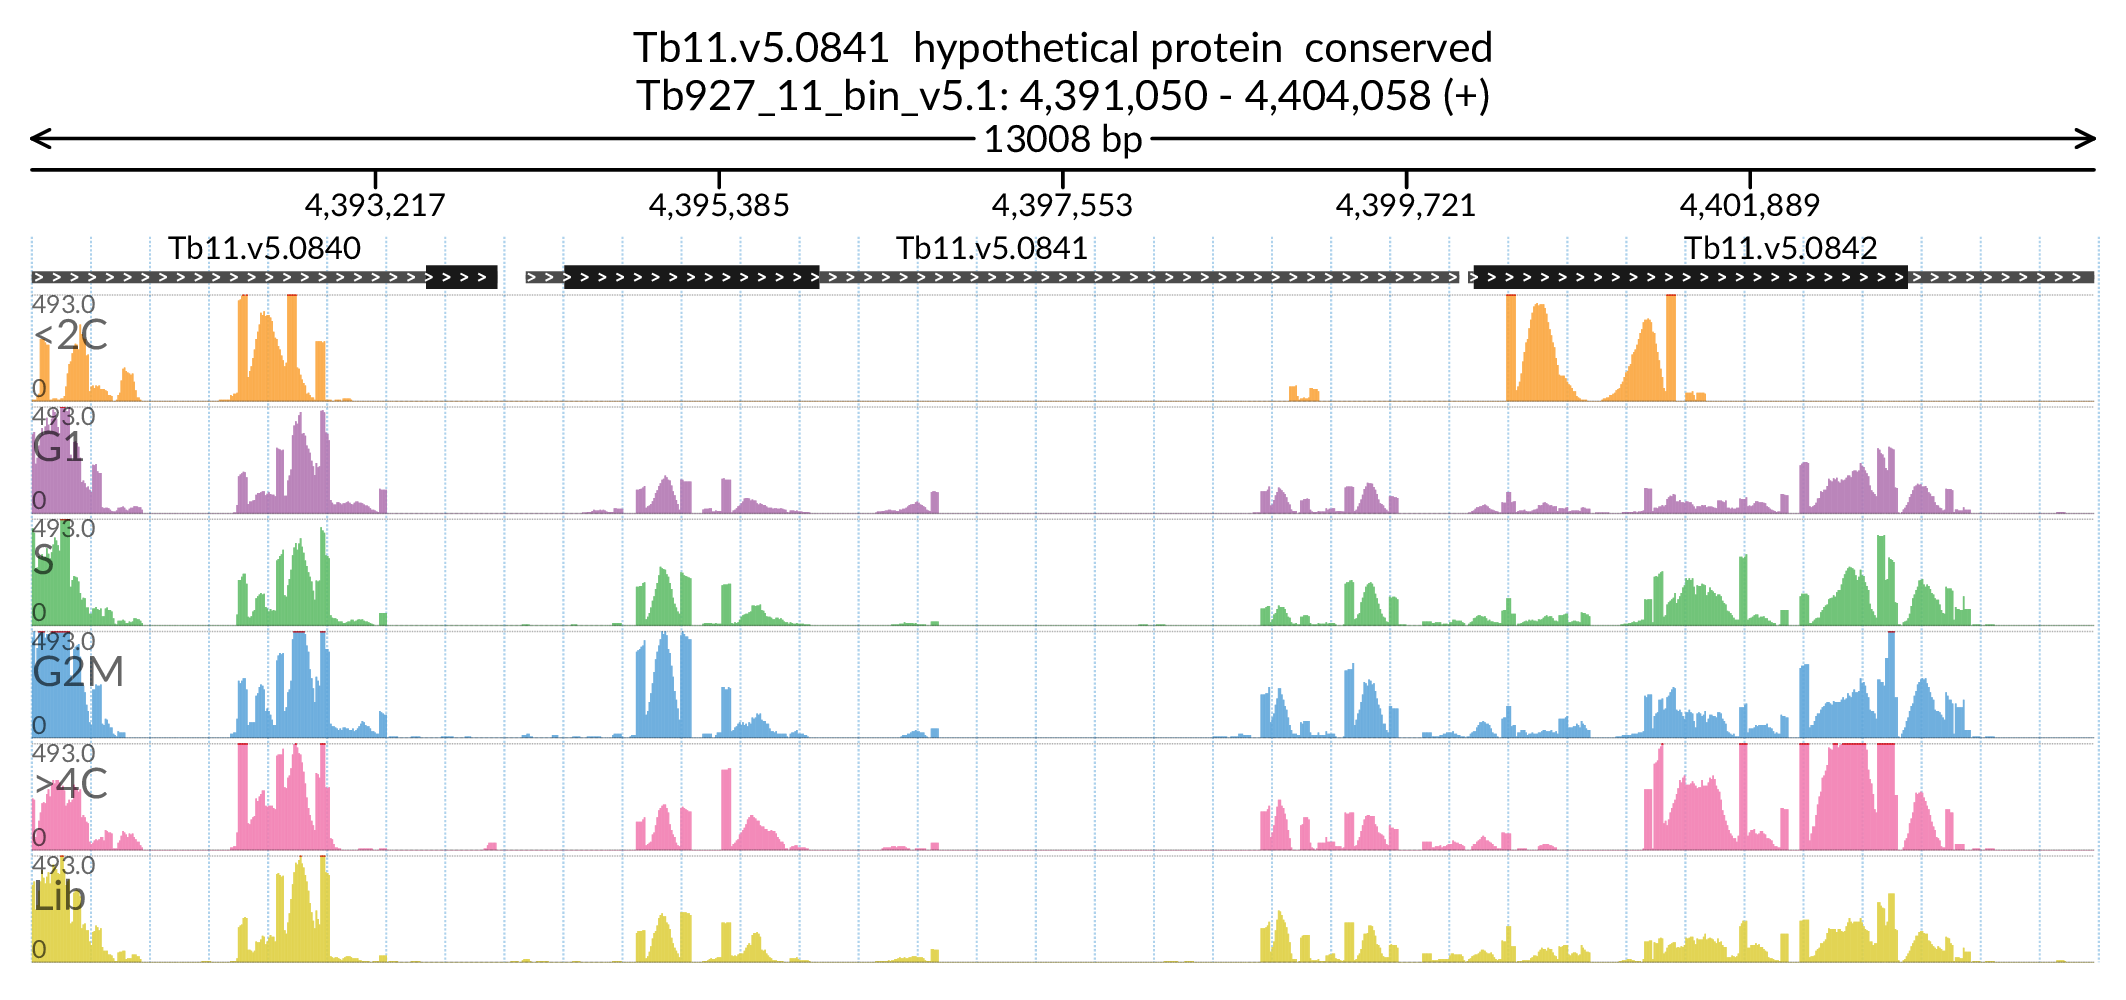 Tb11.v5.0841  hypothetical protein  conserved
Tb927_11_bin_v5.1: 4,391,050 - 4,404,058 (+)
13008 bp
4,393,217 4,395,385 4,397,553 4,399,721 4,401,889
Tb11.v5.0840 Tb11.v5.0841 Tb11.v5.0842
493.0
<2C
0
493.0
G1
0
493.0
S
0
493.0
G2M
0
493.0
>4C
0
493.0
Lib
0